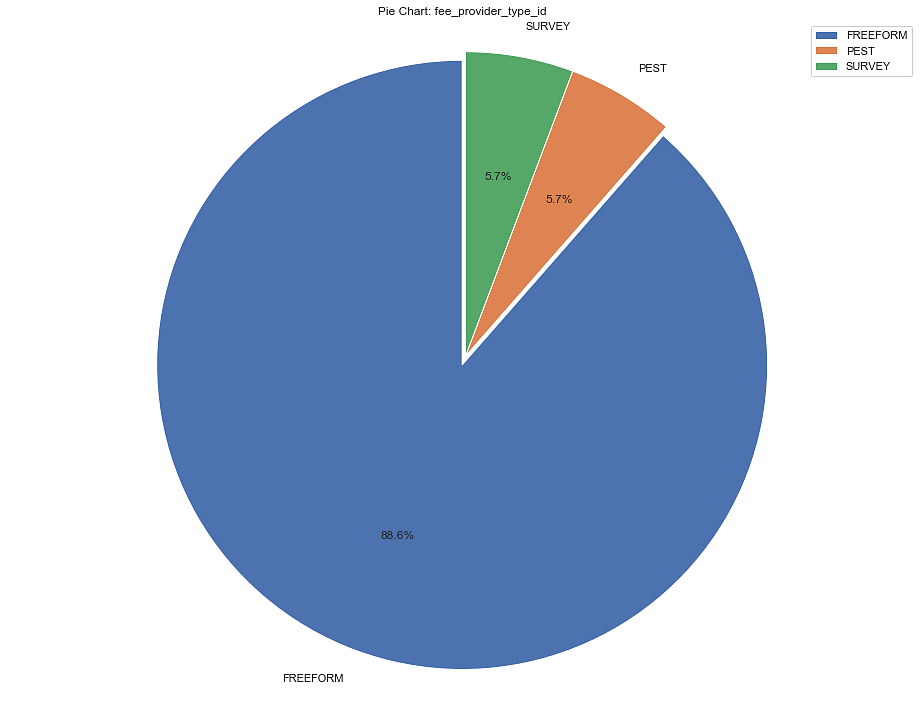 Pie Chart: fee_provider_type_id
SURVEY
FREEFORM
PEST
SURVEY
PEST
5.7%
5.7%
88.6%
FREEFORM